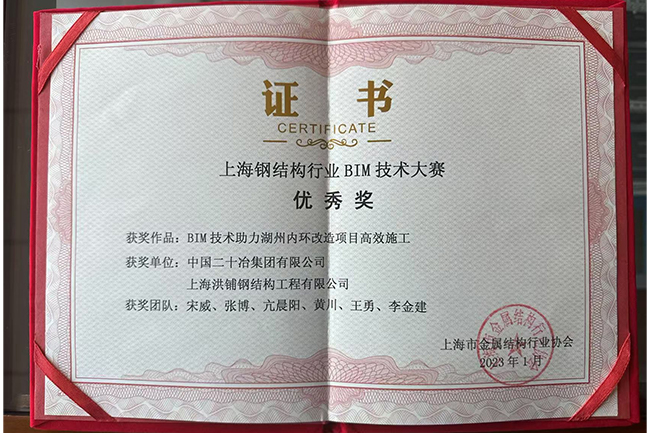 证书
CERTIFICATE
上海钢结构行业BIM技术大赛
优秀奖
获奖作品：BIM技术助力湖州内环改造项目高效施工
获奖单位：中国二十冶集团有限公司
上海洪铺钢结构工程有限公司
获奖团队：宋威、张博、亢晨阳、黄川、王勇、李金建
上海市金属结构行业协会
2023年1月